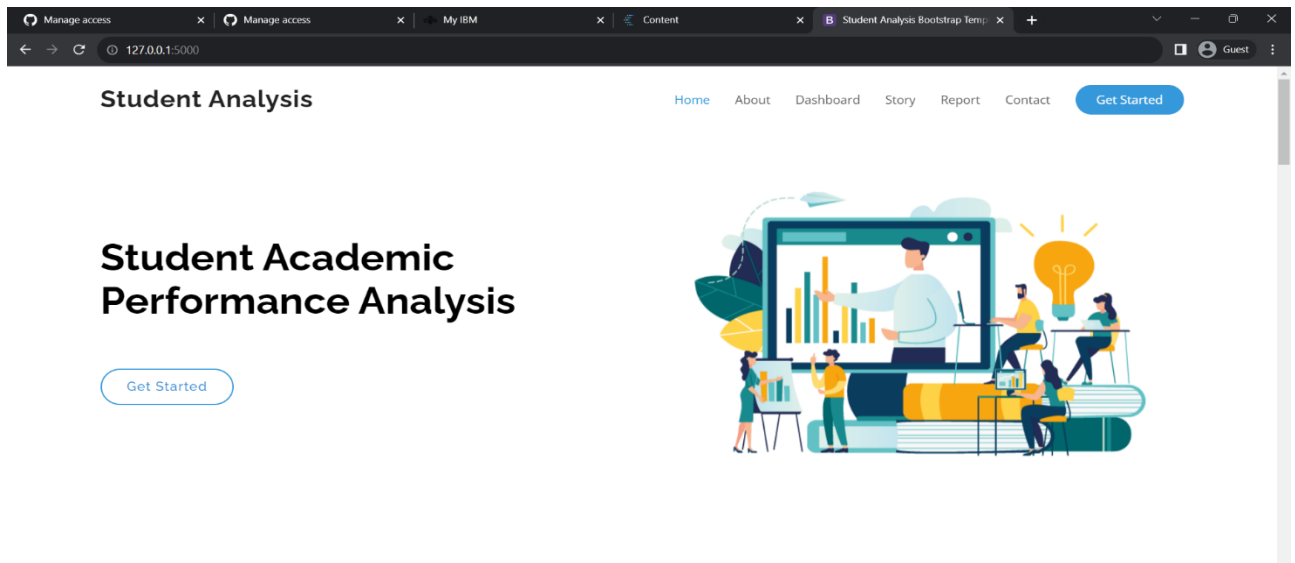 Manage access
Manage access
My IBM
Content
B Student Analysis Bootstrap Temp
127.0.0.1:5000
Guest
Student Analysis
Home About Dashboard Story Report Contact Get Started
Student Academic
Performance Analysis
Get Started